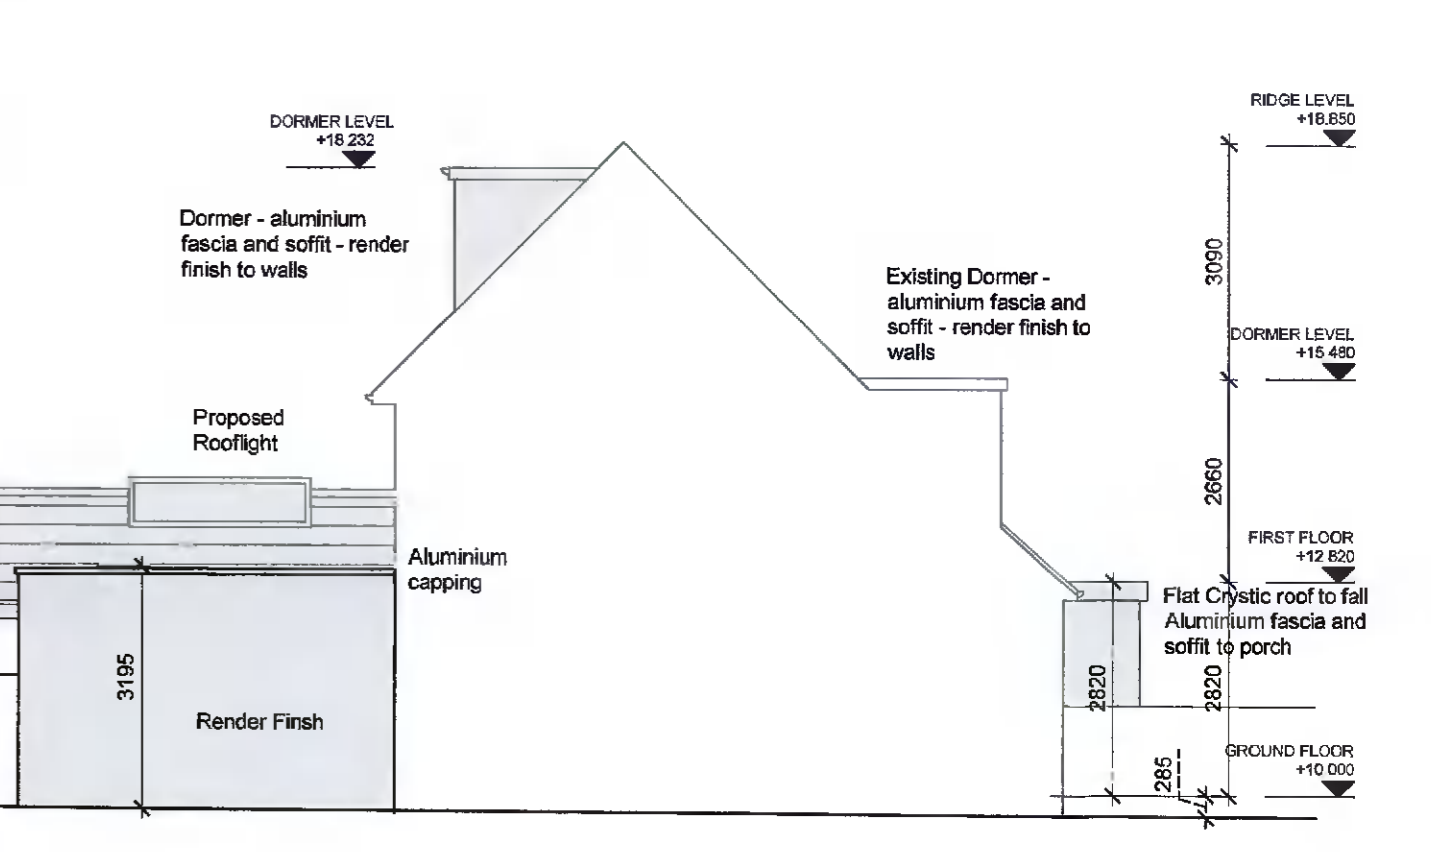 RIDGE LEVEL
+18.850
DORMER LEVEL
+18 232
Dormer - aluminium
fascia and soffit - render
finish to walls
Existing Dormer -
aluminium fascia and
soffit - render finish to
walls
3090
DORMER LEVEL
+15 480
Proposed
Rooflight
2660
FIRST FLOOR
+12 820
Aluminium
capping
Flat Crystic roof to fall
Aluminium fascia and
soffit to porch
3195
2820
2820
Render Finsh
GROUND FLOOR
+10 000
285